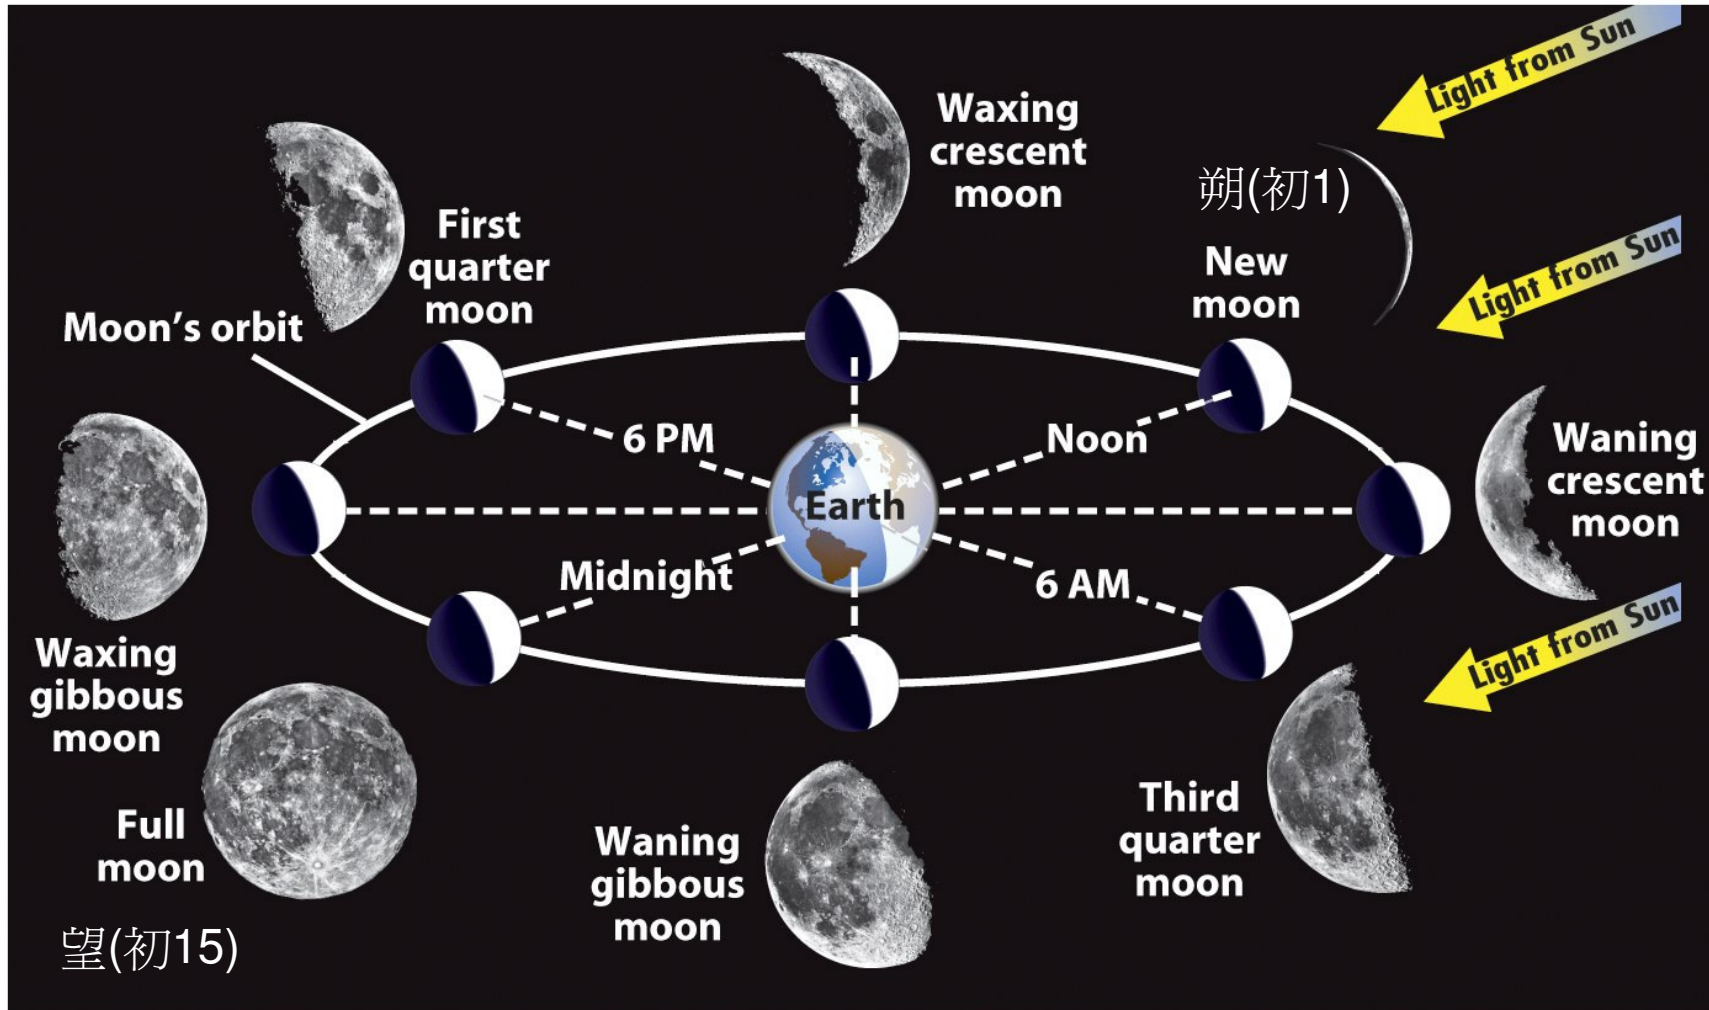 Light from Sun
Waxing
crescent
moon
朔(初1)
First
quarter
moon
New
moon
Light from Sun
Moon's orbit
6 PM
Noon
Waning
crescent
moon
Earth
Midnight
6 AM
Light from Sun
Waxing
gibbous
moon
Full
moon
望(初15)
Waning
gibbous
moon
Third
quarter
moon